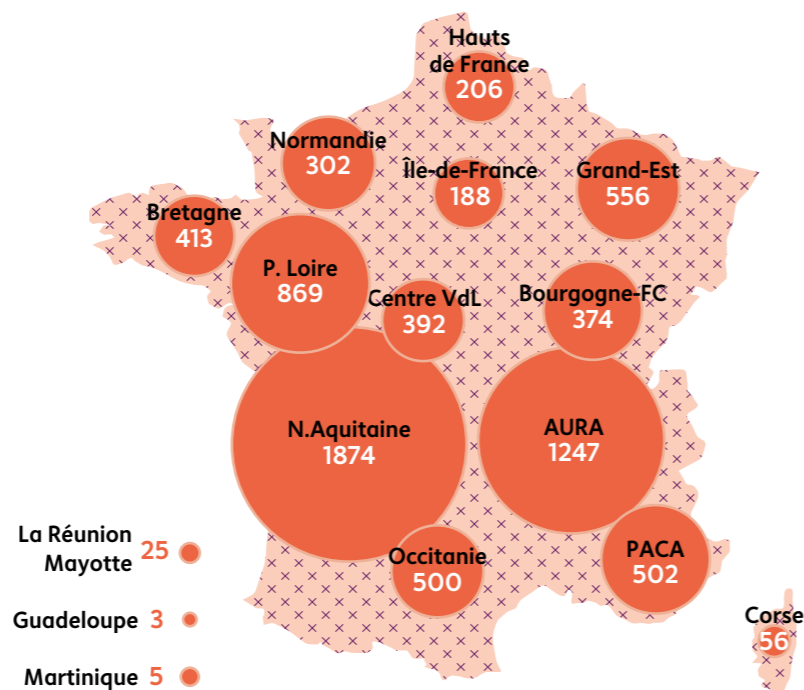 Hauts
de France
206
Normandie
302
Île-de-France
188
Grand-Est
556
Bretagne
413
P. Loire
869
Centre VdL
392
Bourgogne-FC
374
N.Aquitaine
1874
AURA
1247
La Réunion
Mayotte 25
Occitanie
500
PACA
502
Guadeloupe 3
Corse
56
Martinique 5